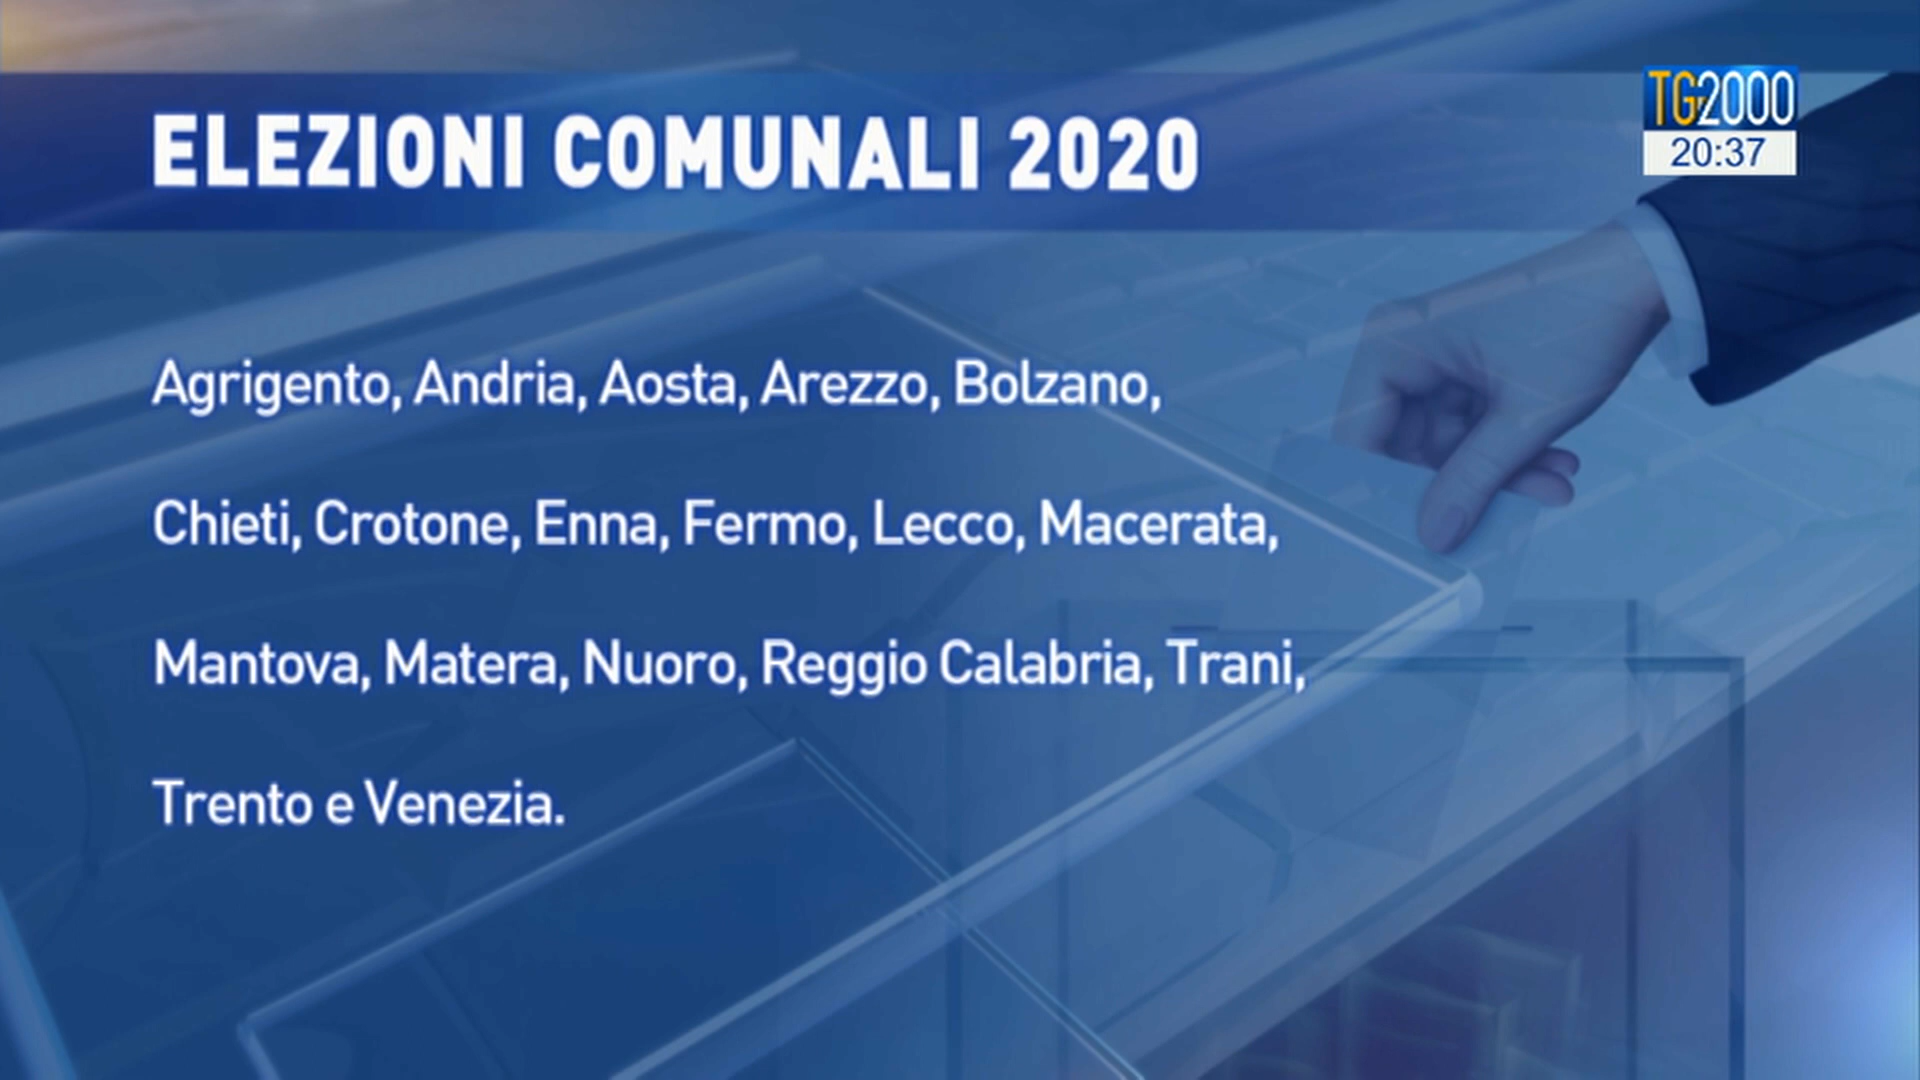 ELEZIONI COMUNALI 2020
TG2000
20:37
Agrigento, Andria, Aosta, Arezzo, Bolzano,
Chieti, Crotone, Enna, Fermo, Lecco, Macerata,
Mantova, Matera, Nuoro, Reggio Calabria, Trani,
Trento e Venezia.